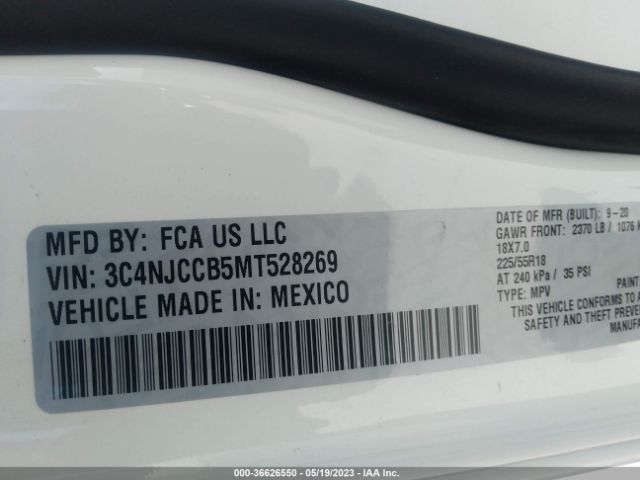 MFD BY: FCA US LLC
VIN: 3C4NJCCB5MT528269
VEHICLE MADE IN: MEXICO
DATE OF MFR (BUILT): 9-20
GAWR FRONT: 2370 LB / 1076 K
18X7.0
225/55R18
AT 240 kPa / 35 PSI
TYPE: MPV
PAINT
THIS VEHICLE CONFORMS TO A
SAFETY AND THEFT PREVEN
MANUFA
000-36626550 - 05/19/2023 - IAA Inc.